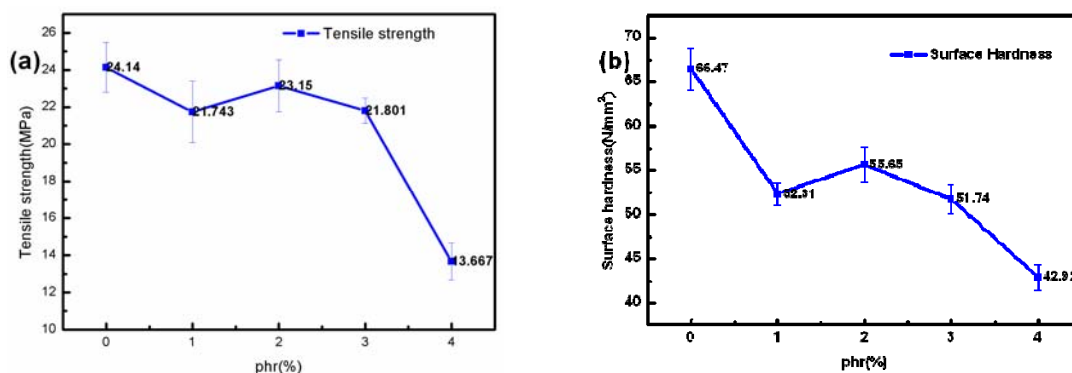 (a)
Tensile strength
Tensile strength(MPa)
26
24
22
20
18
16
14
12
10
24.14
21.743
23.15
21.801
13.667
0 1 2 3 4
phr(%)
(b)
Surface Hardness
Surface hardness(N/mm²)
70
65
60
55
50
45
40
66.47
52.31
55.65
51.74
42.92
0 1 2 3 4
phr(%)